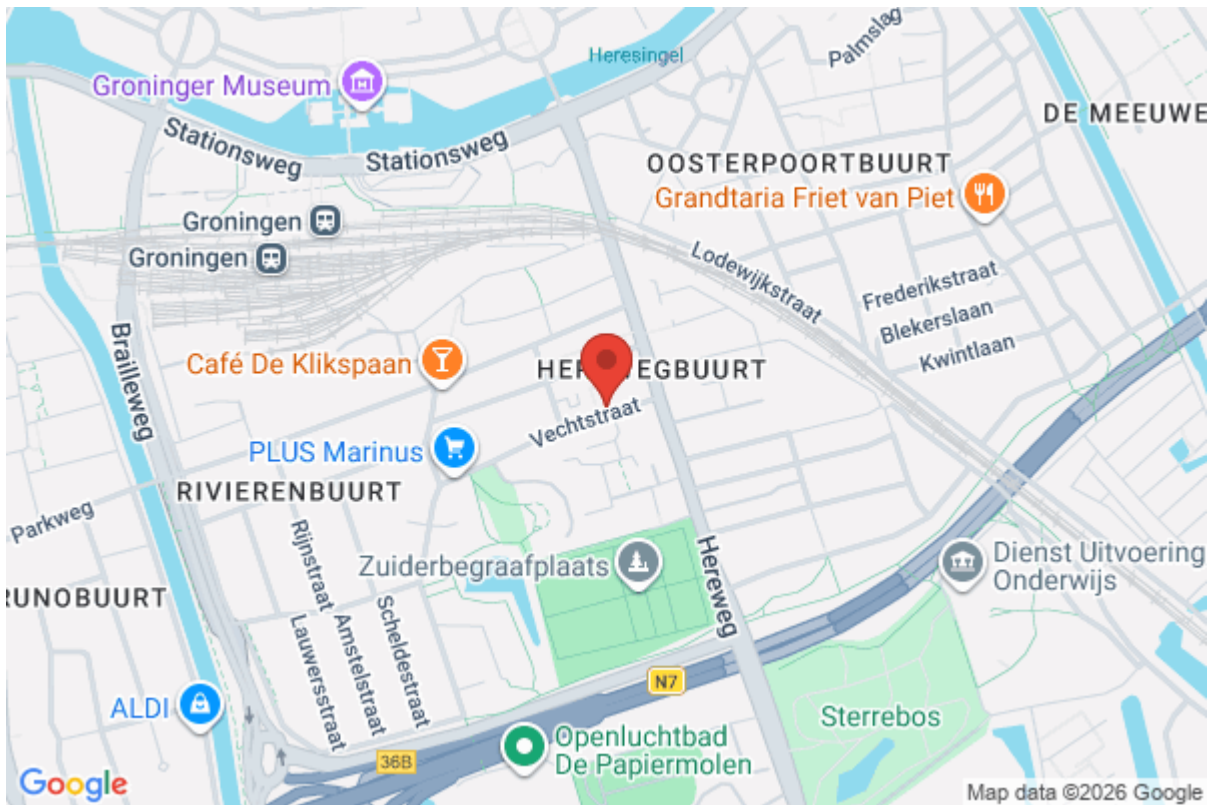 Heresingel
Palmslag
Groninger Museum
DE MEEUWE
Stationsweg
Stationsweg
OOSTERPOORTBUURT
Grandtaria Friet van Piet
Groningen
Groningen
Lodewijkstraat
Frederikstraat
Blekerslaan
Kwintlaan
Brailleweg
Café De Klikspaan
Vechtstraat
PLUS Marinus
RIVIERENBUURT
Parkweg
Rijnstraat
Zuiderbegraafplaats
Hereweg
Dienst Uitvoering
Onderwijs
RUNOBUURT
Lauwersstraat
Amstelstraat
Scheldestraat
N7
ALDI
Sterrebos
Openluchtbad
De Papiermolen
36B
Google
Map data ©2026 Google